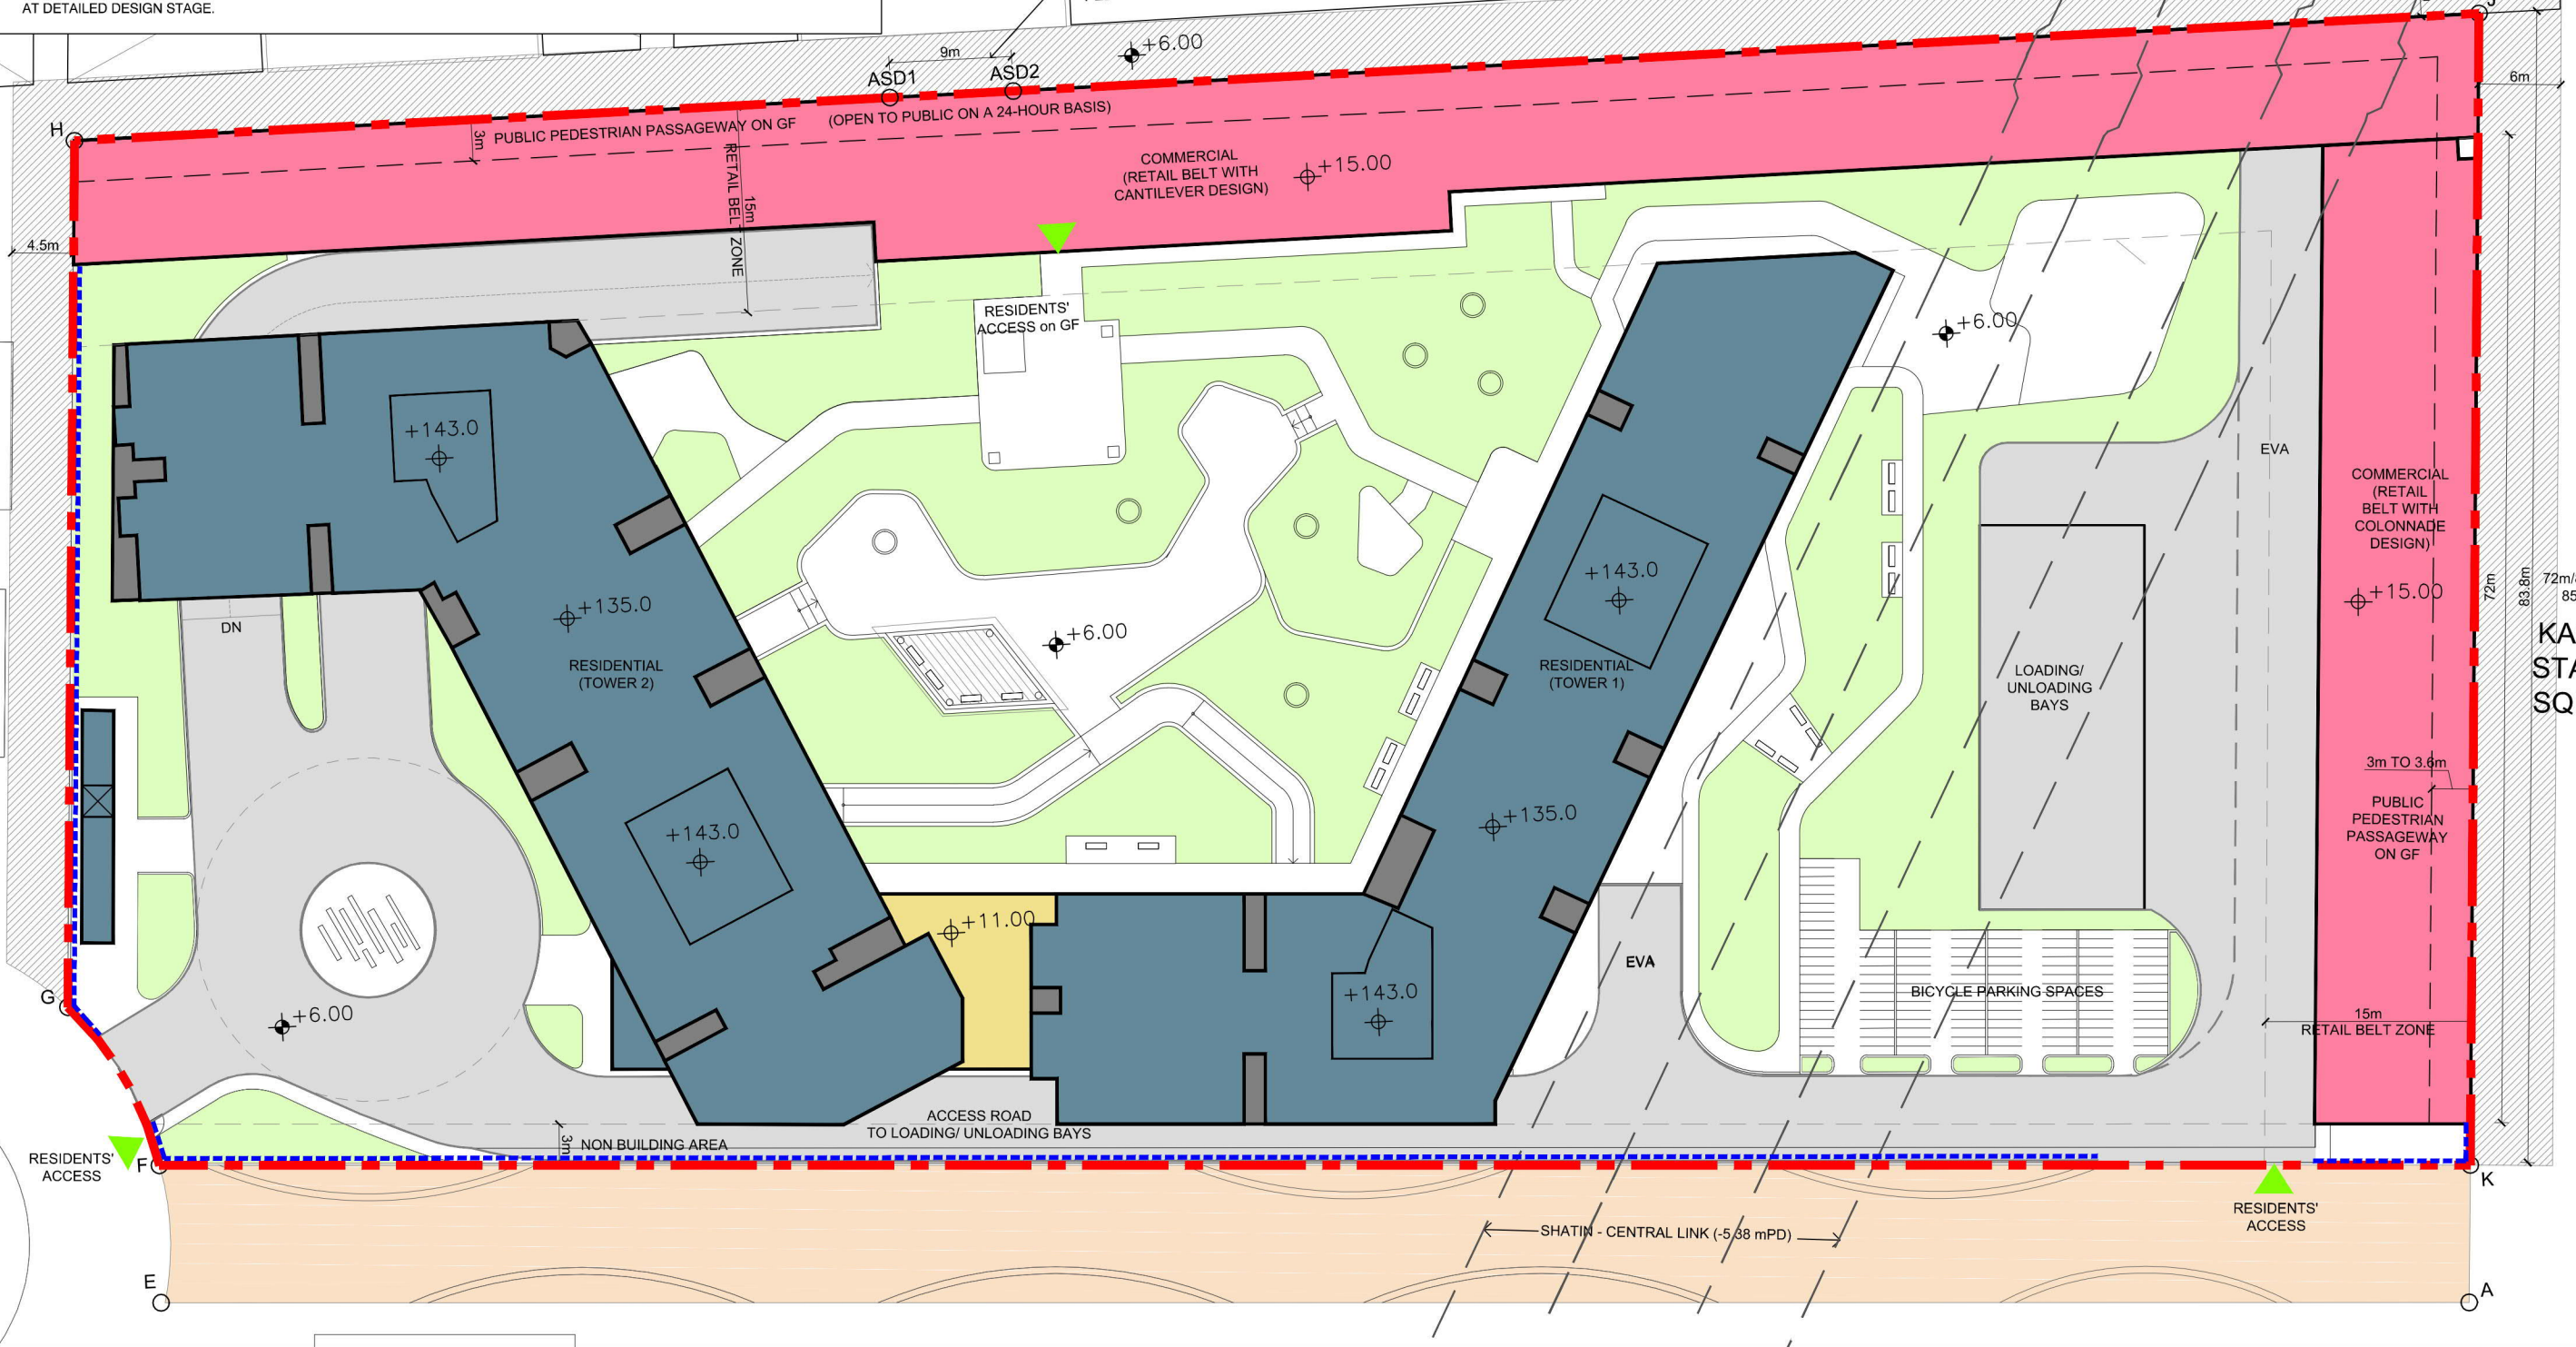 AT DETAILED DESIGN STAGE.
9m
+6.00
ASD1
ASD2
6m
H
3m
PUBLIC PEDESTRIAN PASSAGEWAY ON GF
(OPEN TO PUBLIC ON A 24-HOUR BASIS)
COMMERCIAL
(RETAIL BELT WITH
CANTILEVER DESIGN)
+15.00
RETAIL BELT ZONE
15m
4.5m
RESIDENTS'
ACCESS on GF
+6.00
+143.0
EVA
COMMERCIAL
(RETAIL
BELT WITH
COLONNADE
DESIGN)
+15.00
+143.0
+135.0
DN
+6.00
RESIDENTIAL
(TOWER 2)
RESIDENTIAL
(TOWER 1)
LOADING/
UNLOADING
BAYS
72m
83.8m
72m/
85
KA
STA
SQ
3m TO 3.6m
PUBLIC
PEDESTRIAN
PASSAGEWAY
ON GF
+143.0
+135.0
+11.00
EVA
+143.0
BICYCLE PARKING SPACES
G
+6.00
15m
RETAIL BELT ZONE
ACCESS ROAD
TO LOADING/ UNLOADING BAYS
3m
NON BUILDING AREA
RESIDENTS'
ACCESS
F
K
RESIDENTS'
ACCESS
SHATIN - CENTRAL LINK (-5.38 mPD)
E
A